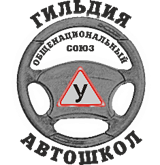 ГИЛЬДИЯ
ОБЩЕНАЦИОНАЛЬНЫЙ
СОЮЗ
У
АВТОШКОЛ